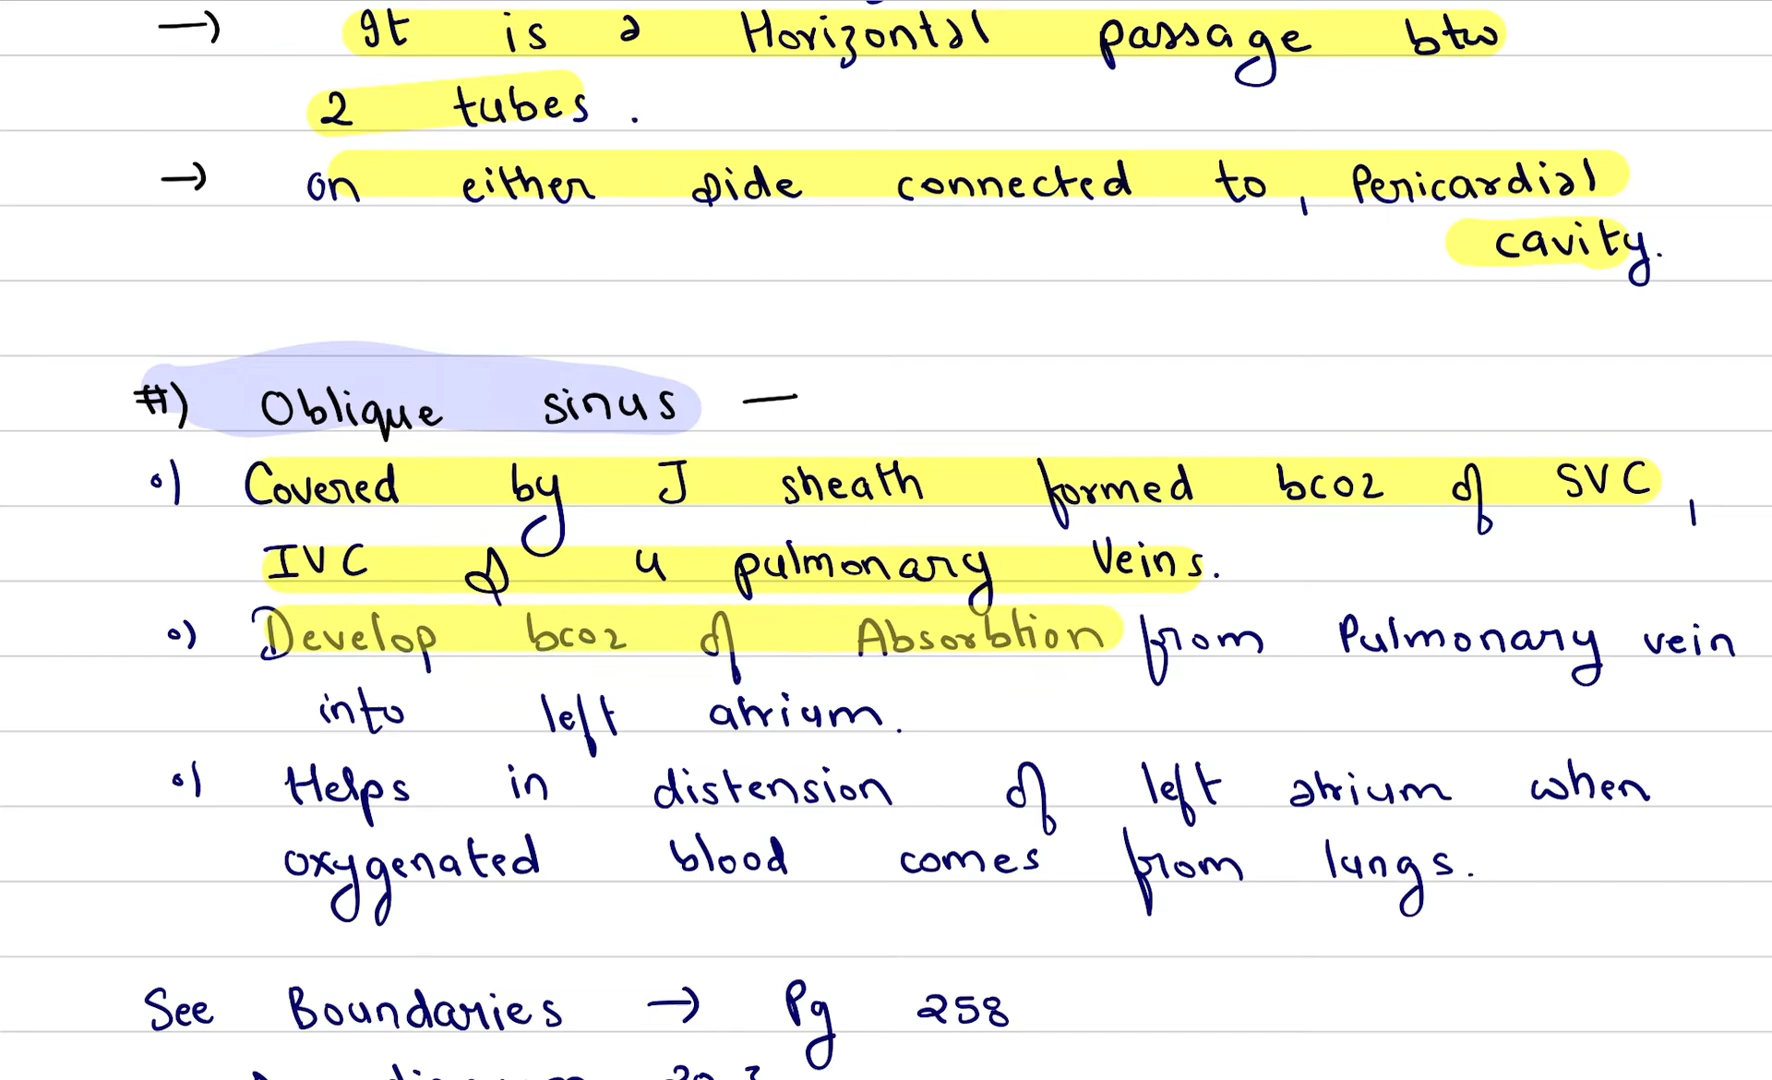 → It is a Horizontal passage btw
2 tubes.
→ on either side connected to, Pericardial
cavity.
#) Oblique sinus —
•) Covered by J sheath formed bcoz of SVC,
IVC & 4 pulmonary Veins.
•) Develop bcoz of Absorbtion from Pulmonary vein
into left atrium.
•) Helps in distension of left atrium when
oxygenated blood comes from lungs.
See Boundaries → Pg 258